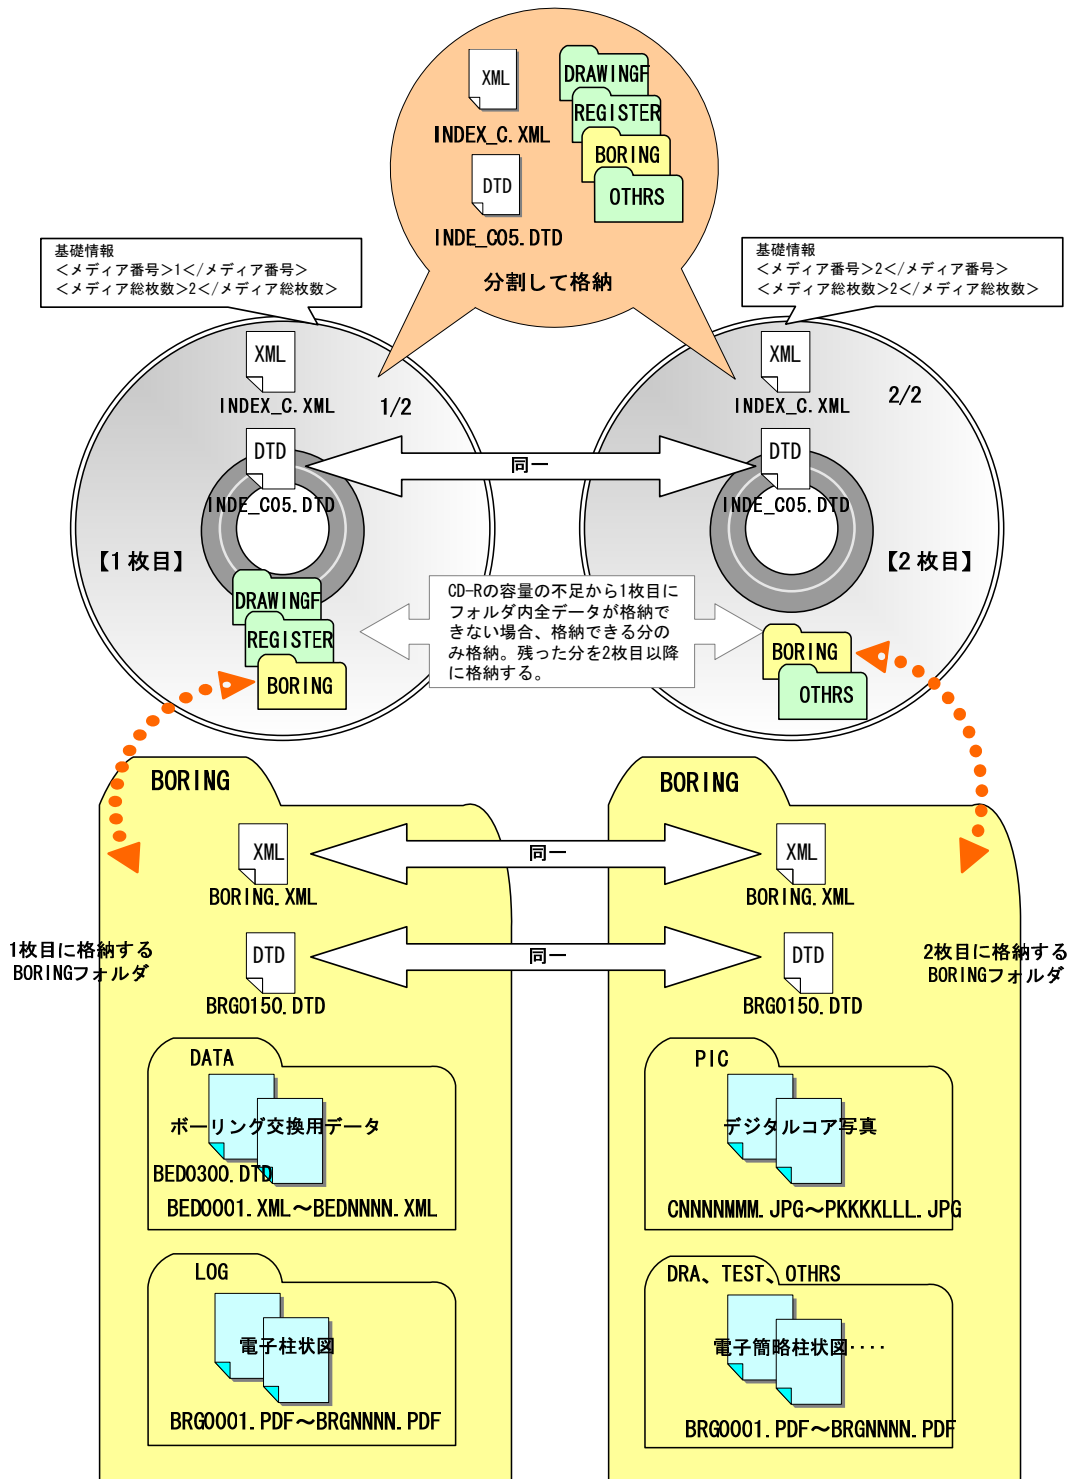 XML
INDEX_C.XML
DTD
INDE_C05.DTD
DRAWINGF
REGISTER
BORING
OTHRS
分割して格納
基礎情報
<メディア番号>1</メディア番号>
<メディア総枚数>2</メディア総枚数>
基礎情報
<メディア番号>2</メディア番号>
<メディア総枚数>2</メディア総枚数>
XML
INDEX_C.XML
1/2
DTD
INDE_C05.DTD
【1枚目】
DRAWINGF
REGISTER
BORING
同一
XML
INDEX_C.XML
2/2
DTD
INDE_C05.DTD
【2枚目】
BORING
OTHRS
CD-Rの容量の不足から1枚目に
フォルダ内全データが格納で
きない場合、格納できる分の
み格納。残った分を2枚目以降
に格納する。
BORING
XML
BORING.XML
1枚目に格納する
BORINGフォルダ
DTD
BRG0150.DTD
DATA
ボーリング交換用データ
BED0300.DTD
BED0001.XML～BEDNNNN.XML
LOG
電子柱状図
BRG0001.PDF～BRGNNNN.PDF
同一
同一
BORING
XML
BORING.XML
2枚目に格納する
BORINGフォルダ
DTD
BRG0150.DTD
PIC
デジタルコア写真
CNNNNMMM.JPG～PKKKKLLL.JPG
DRA、TEST、OTHRS
電子簡略柱状図････
BRG0001.PDF～BRGNNNN.PDF